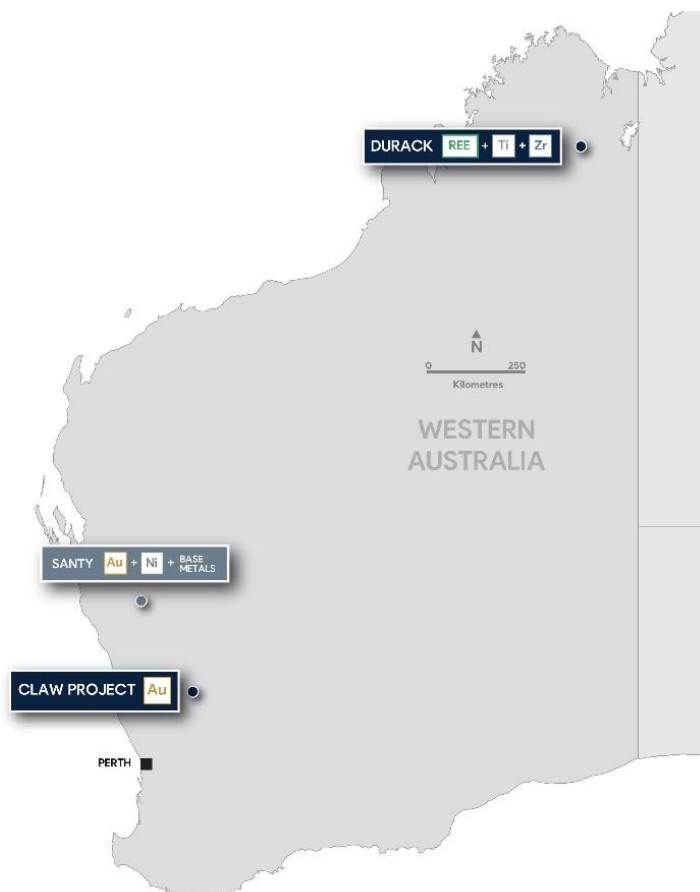 DURACK REE + Ti + Zr
N
0 250
Kilometres
WESTERN
AUSTRALIA
SANTY Au + Ni + BASE
METALS
CLAW PROJECT Au
PERTH